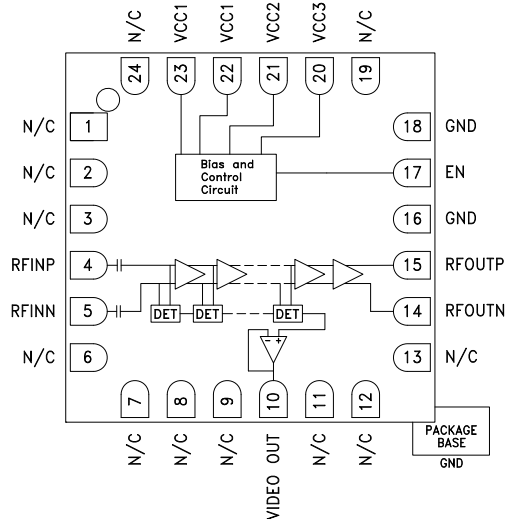 N/C
VCC1
VCC1
VCC2
VCC3
N/C
24
23
22
21
20
19
N/C
1
18
GND
Bias and
Control
Circuit
N/C
2
17
EN
N/C
3
16
GND
RFINP
4
15
RFOUTP
RFINN
5
DET
DET
DET
14
RFOUTN
- +
N/C
6
13
N/C
7
8
9
10
11
12
N/C
N/C
N/C
VIDEO OUT
N/C
N/C
PACKAGE
BASE
GND